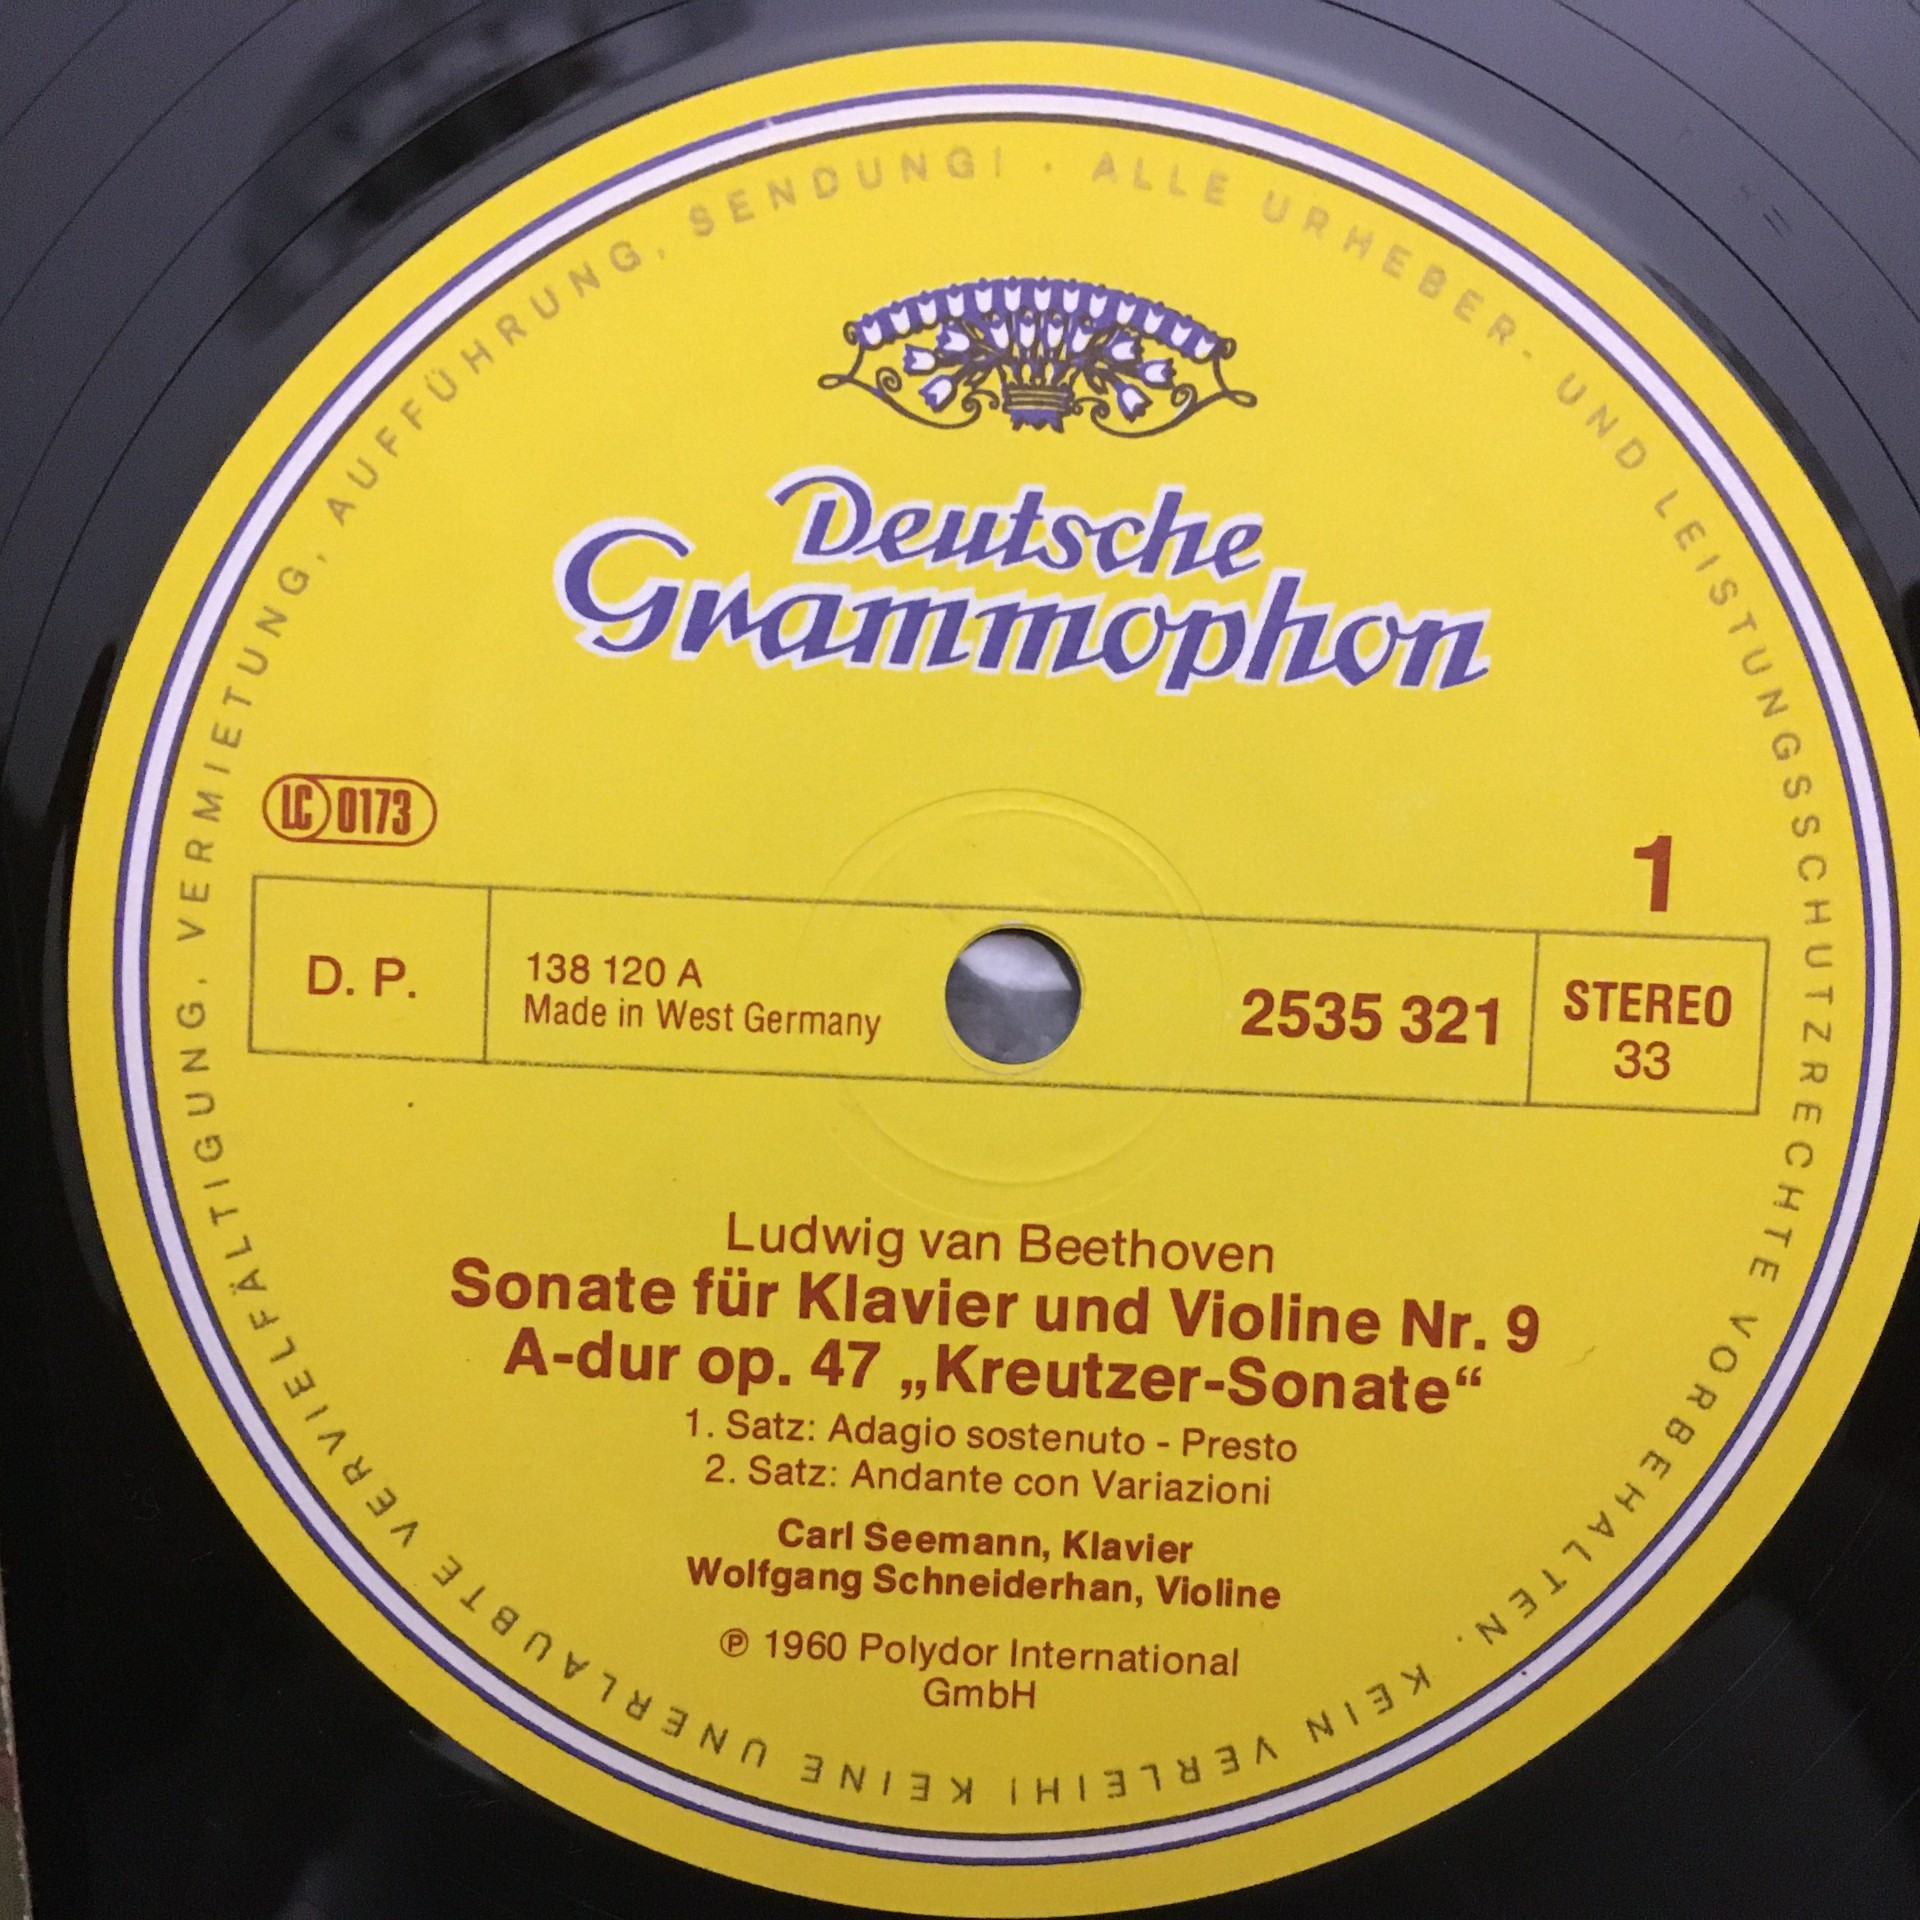 ALLE URHEBER- UND LEISTUNGSSCHUTZRECHTE VORBEHALTEN. KEIN VERLEIH! KEINE UNERLAUBTE VERVIELFÄLTIGUNG, VERMIETUNG, AUFFÜHRUNG, SENDUNG! ·
Deutsche
Grammophon
LC 0173
1
D. P.
138 120 A
Made in West Germany
2535 321
STEREO
33
Ludwig van Beethoven
Sonate für Klavier und Violine Nr. 9
A-dur op. 47 „Kreutzer-Sonate“
1. Satz: Adagio sostenuto - Presto
2. Satz: Andante con Variazioni
Carl Seemann, Klavier
Wolfgang Schneiderhan, Violine
℗ 1960 Polydor International
GmbH